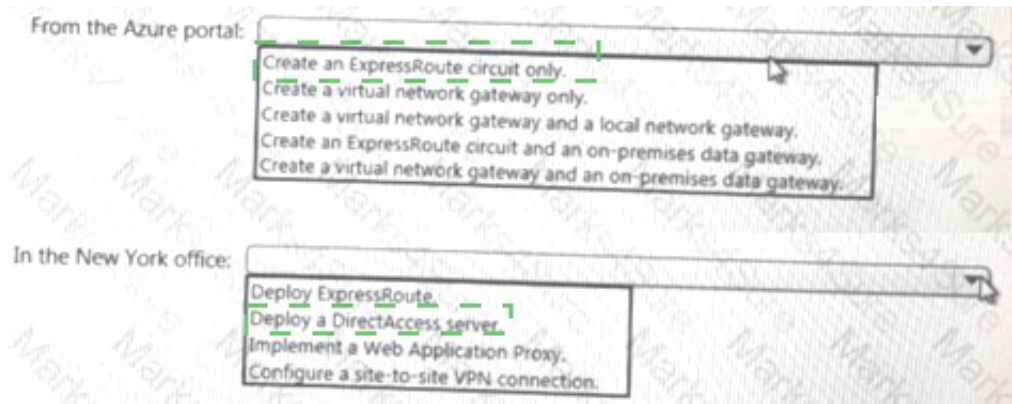 From the Azure portal:
Create an ExpressRoute circuit only.
Create a virtual network gateway only.
Create a virtual network gateway and a local network gateway.
Create an ExpressRoute circuit and an on-premises data gateway.
Create a virtual network gateway and an on-premises data gateway.
In the New York office:
Deploy ExpressRoute.
Deploy a DirectAccess server.
Implement a Web Application Proxy.
Configure a site-to-site VPN connection.
Marks4Sure